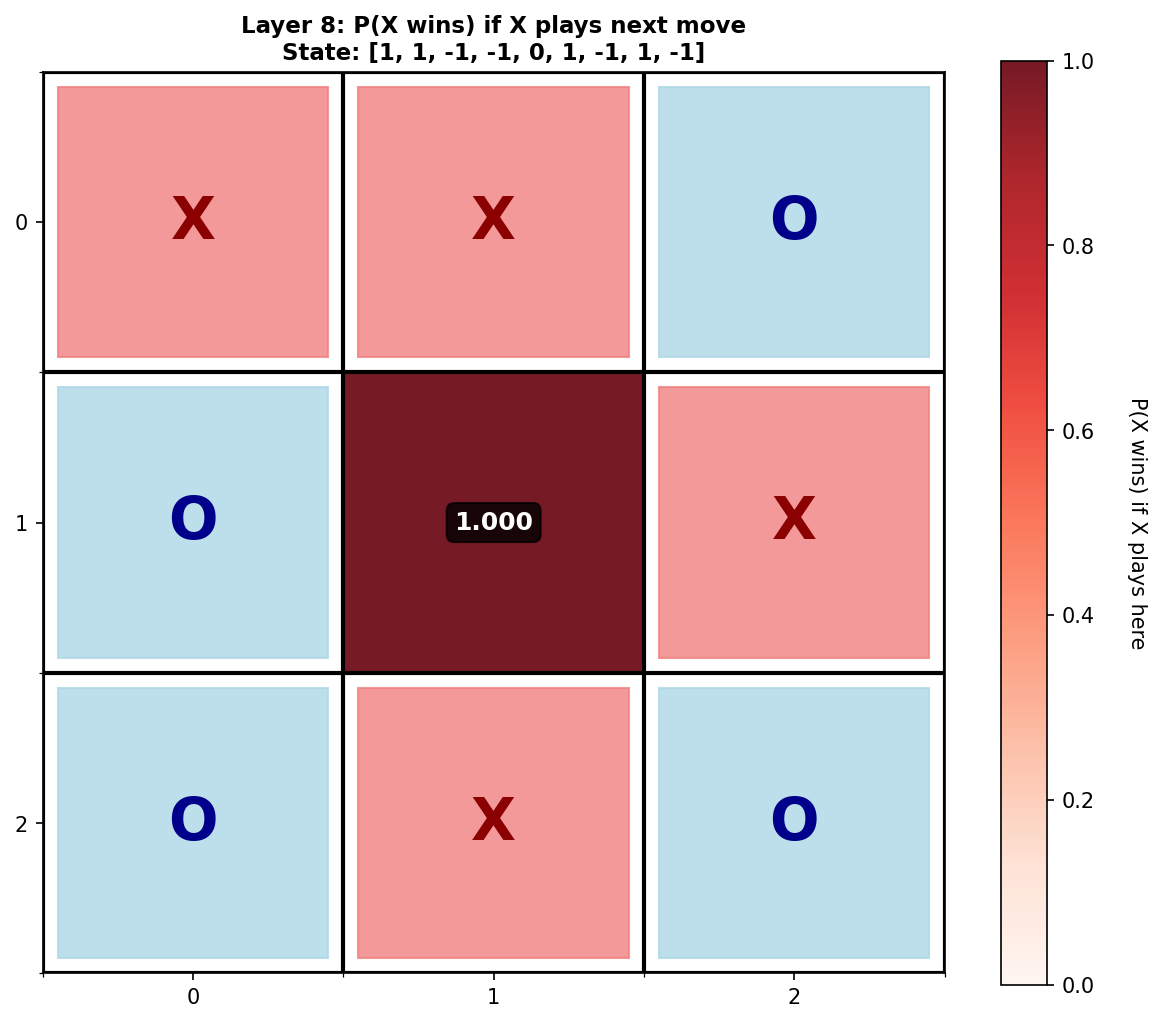 Layer 8: P(X wins) if X plays next move
State: [1, 1, -1, -1, 0, 1, -1, 1, -1]
X X O
O 1.000 X
O X O
0
1
2
0 1 2
1.0
0.8
0.6
0.4
0.2
0.0
P(X wins) if X plays here